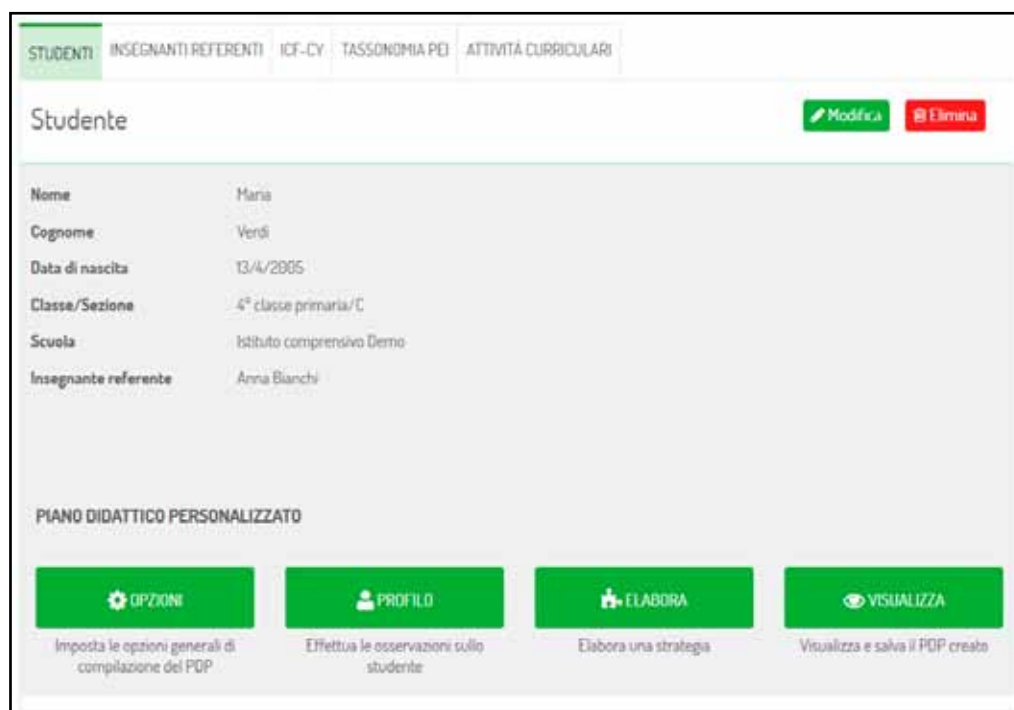 STUDENTI INSEGNANTI REFERENTI ICF-CY TASSONOMIA PEI ATTIVITÀ CURRICULARI
Studente Modifica Elimina
Nome Maria
Cognome Verdi
Data di nascita 13/4/2005
Classe/Sezione 4° classe primaria/C
Scuola Istituto comprensivo Demo
Insegnante referente Anna Bianchi
PIANO DIDATTICO PERSONALIZZATO
OPZIONI PROFILO ELABORA VISUALIZZA
Imposta le opzioni generali di Effettua le osservazioni sullo Elabora una strategia Visualizza e salva il PDP creato
compilazione del PDP studente